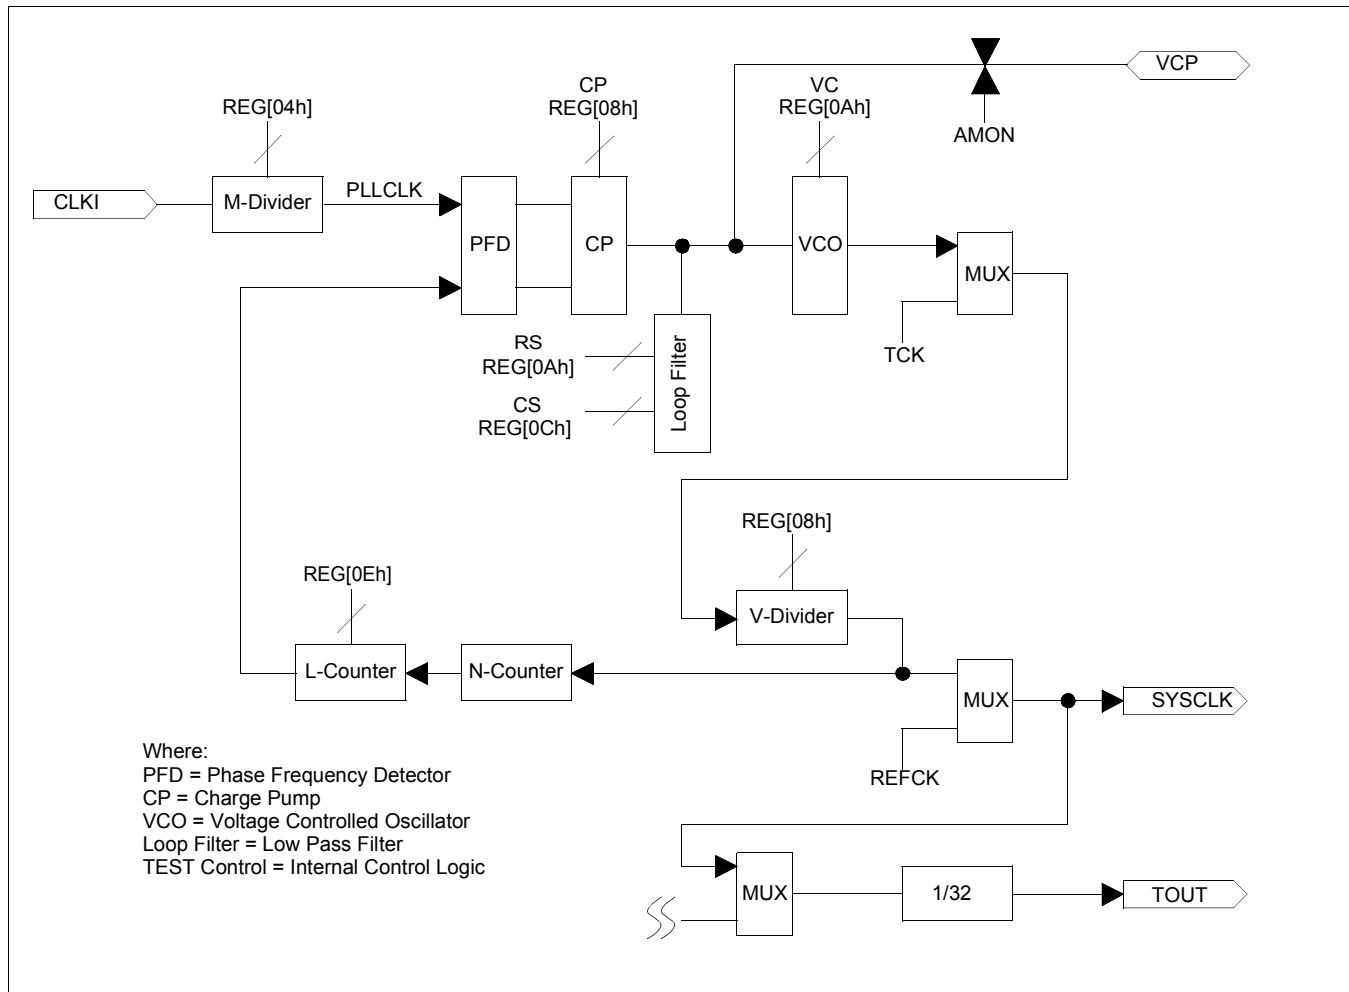 CP
REG[08h]
VC
REG[0Ah]
VCP
REG[04h]
AMON
CLKI
M-Divider
PLLCLK
PFD
CP
VCO
MUX
TCK
RS
REG[0Ah]
CS
REG[0Ch]
Loop Filter
REG[08h]
V-Divider
REG[0Eh]
L-Counter
N-Counter
MUX
SYSCLK
REFCK
Where:
PFD = Phase Frequency Detector
CP = Charge Pump
VCO = Voltage Controlled Oscillator
Loop Filter = Low Pass Filter
TEST Control = Internal Control Logic
MUX
1/32
TOUT